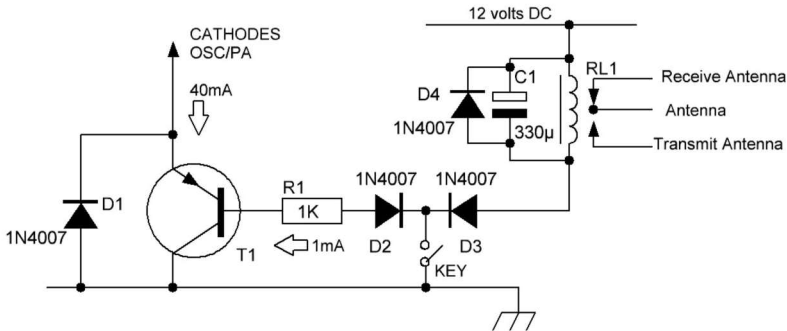 12 volts DC
CATHODES
OSC/PA
40mA
C1
RL1
Receive Antenna
D4
Antenna
1N4007
330µ
Transmit Antenna
1N4007
1N4007
R1
D1
1K
1N4007
1mA
D2
D3
T1
KEY